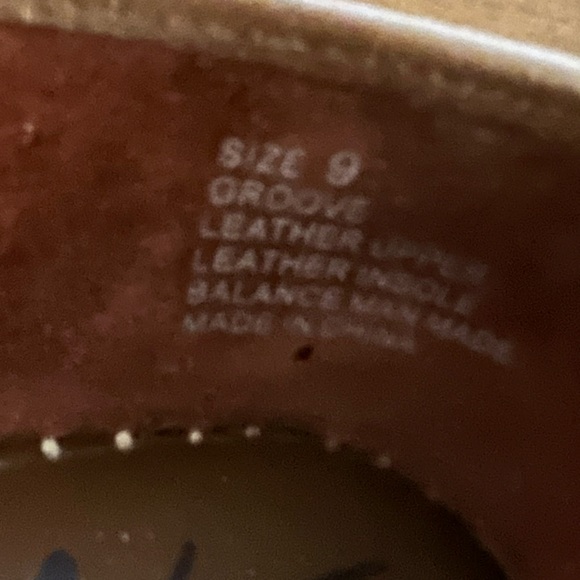 SIZE 9
GROOVE
LEATHER UPPER
LEATHER INSOLE
BALANCE MAN MADE
MADE IN CHINA